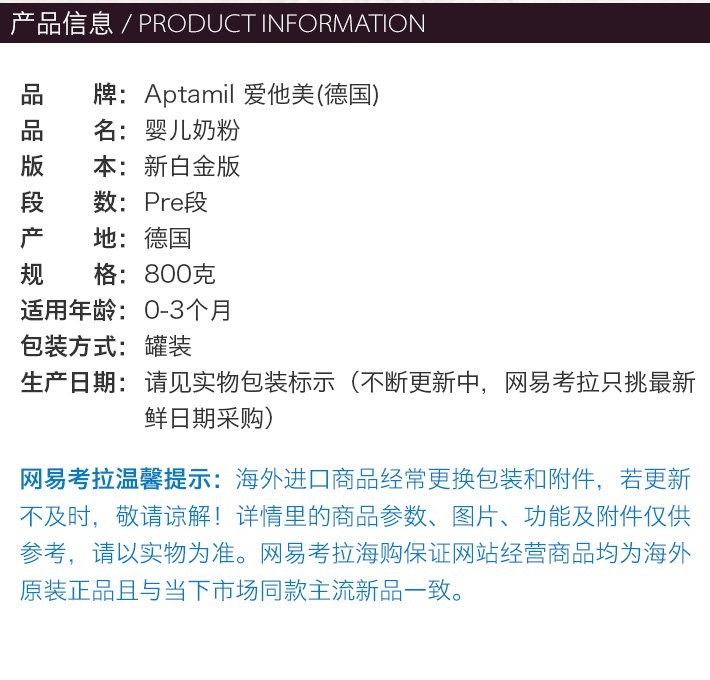 产品信息 / PRODUCT INFORMATION
品 牌：Aptamil 爱他美(德国)
品 名：婴儿奶粉
版 本：新白金版
段 数：Pre段
产 地：德国
规 格：800克
适用年龄：0-3个月
包装方式：罐装
生产日期：请见实物包装标示（不断更新中，网易考拉只挑最新
鲜日期采购）
网易考拉温馨提示：海外进口商品经常更换包装和附件，若更新
不及时，敬请谅解！详情里的商品参数、图片、功能及附件仅供
参考，请以实物为准。网易考拉海购保证网站经营商品均为海外
原装正品且与当下市场同款主流新品一致。